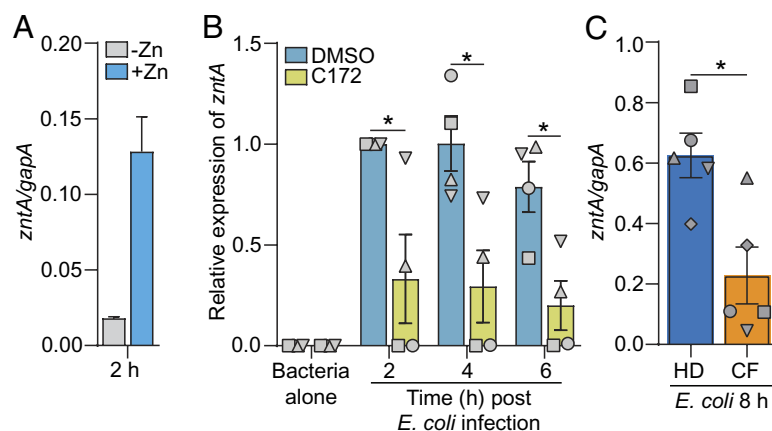 A
0.20
0.15
0.10
0.05
0.00
zntA/gapA
-Zn
+Zn
2 h
B
1.5
1.0
0.5
0.0
Relative expression of zntA
DMSO
C172
*
*
*
Bacteria
alone
2 4 6
Time (h) post
E. coli infection
C
1.0
0.8
0.6
0.4
0.2
0.0
zntA/gapA
*
HD CF
E. coli 8 h